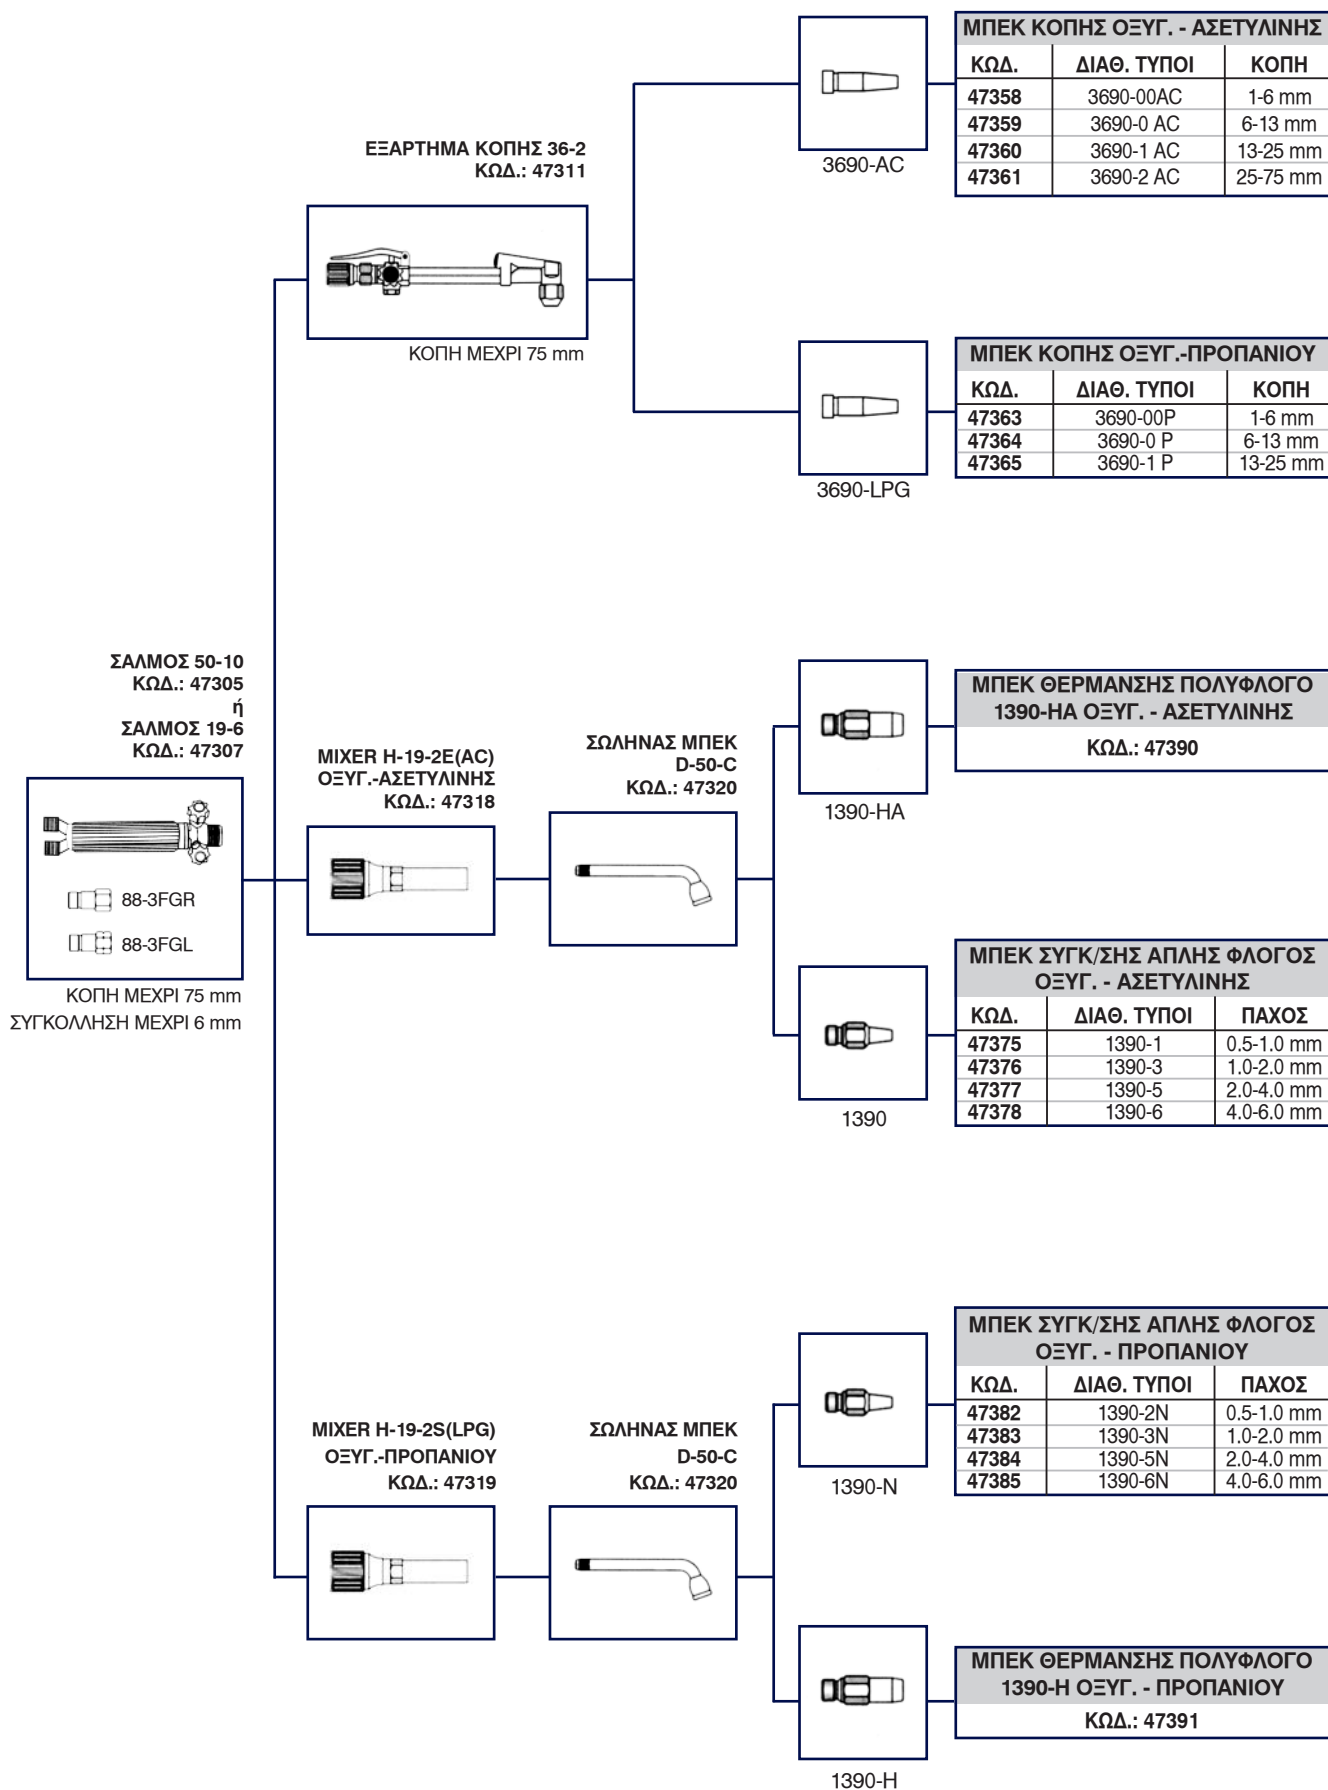 ΜΠΕΚ ΚΟΠΗΣ ΟΞΥΓ. - ΑΣΕΤΥΛΙΝΗΣ
ΚΩΔ. ΔΙΑΘ. ΤΥΠΟΙ ΚΟΠΗ
47358 3690-00AC 1-6 mm
47359 3690-0 AC 6-13 mm
47360 3690-1 AC 13-25 mm
47361 3690-2 AC 25-75 mm
3690-AC
ΕΞΑΡΤΗΜΑ ΚΟΠΗΣ 36-2
ΚΩΔ.: 47311
ΚΟΠΗ ΜΕΧΡΙ 75 mm
ΜΠΕΚ ΚΟΠΗΣ ΟΞΥΓ.-ΠΡΟΠΑΝΙΟΥ
ΚΩΔ. ΔΙΑΘ. ΤΥΠΟΙ ΚΟΠΗ
47363 3690-00P 1-6 mm
47364 3690-0 P 6-13 mm
47365 3690-1 P 13-25 mm
3690-LPG
ΣΑΛΜΟΣ 50-10
ΚΩΔ.: 47305
ή
ΣΑΛΜΟΣ 19-6
ΚΩΔ.: 47307
88-3FGR
88-3FGL
ΚΟΠΗ ΜΕΧΡΙ 75 mm
ΣΥΓΚΟΛΛΗΣΗ ΜΕΧΡΙ 6 mm
MIXER H-19-2E(AC)
ΟΞΥΓ.-ΑΣΕΤΥΛΙΝΗΣ
ΚΩΔ.: 47318
ΣΩΛΗΝΑΣ ΜΠΕΚ
D-50-C
ΚΩΔ.: 47320
1390-HA
ΜΠΕΚ ΘΕΡΜΑΝΣΗΣ ΠΟΛΥΦΛΟΓΟ
1390-HA ΟΞΥΓ. - ΑΣΕΤΥΛΙΝΗΣ
ΚΩΔ.: 47390
1390
ΜΠΕΚ ΣΥΓΚ/ΣΗΣ ΑΠΛΗΣ ΦΛΟΓΟΣ
ΟΞΥΓ. - ΑΣΕΤΥΛΙΝΗΣ
ΚΩΔ. ΔΙΑΘ. ΤΥΠΟΙ ΠΑΧΟΣ
47375 1390-1 0.5-1.0 mm
47376 1390-3 1.0-2.0 mm
47377 1390-5 2.0-4.0 mm
47378 1390-6 4.0-6.0 mm
MIXER H-19-2S(LPG)
ΟΞΥΓ.-ΠΡΟΠΑΝΙΟΥ
ΚΩΔ.: 47319
ΣΩΛΗΝΑΣ ΜΠΕΚ
D-50-C
ΚΩΔ.: 47320
1390-N
ΜΠΕΚ ΣΥΓΚ/ΣΗΣ ΑΠΛΗΣ ΦΛΟΓΟΣ
ΟΞΥΓ. - ΠΡΟΠΑΝΙΟΥ
ΚΩΔ. ΔΙΑΘ. ΤΥΠΟΙ ΠΑΧΟΣ
47382 1390-2N 0.5-1.0 mm
47383 1390-3N 1.0-2.0 mm
47384 1390-5N 2.0-4.0 mm
47385 1390-6N 4.0-6.0 mm
1390-H
ΜΠΕΚ ΘΕΡΜΑΝΣΗΣ ΠΟΛΥΦΛΟΓΟ
1390-H ΟΞΥΓ. - ΠΡΟΠΑΝΙΟΥ
ΚΩΔ.: 47391